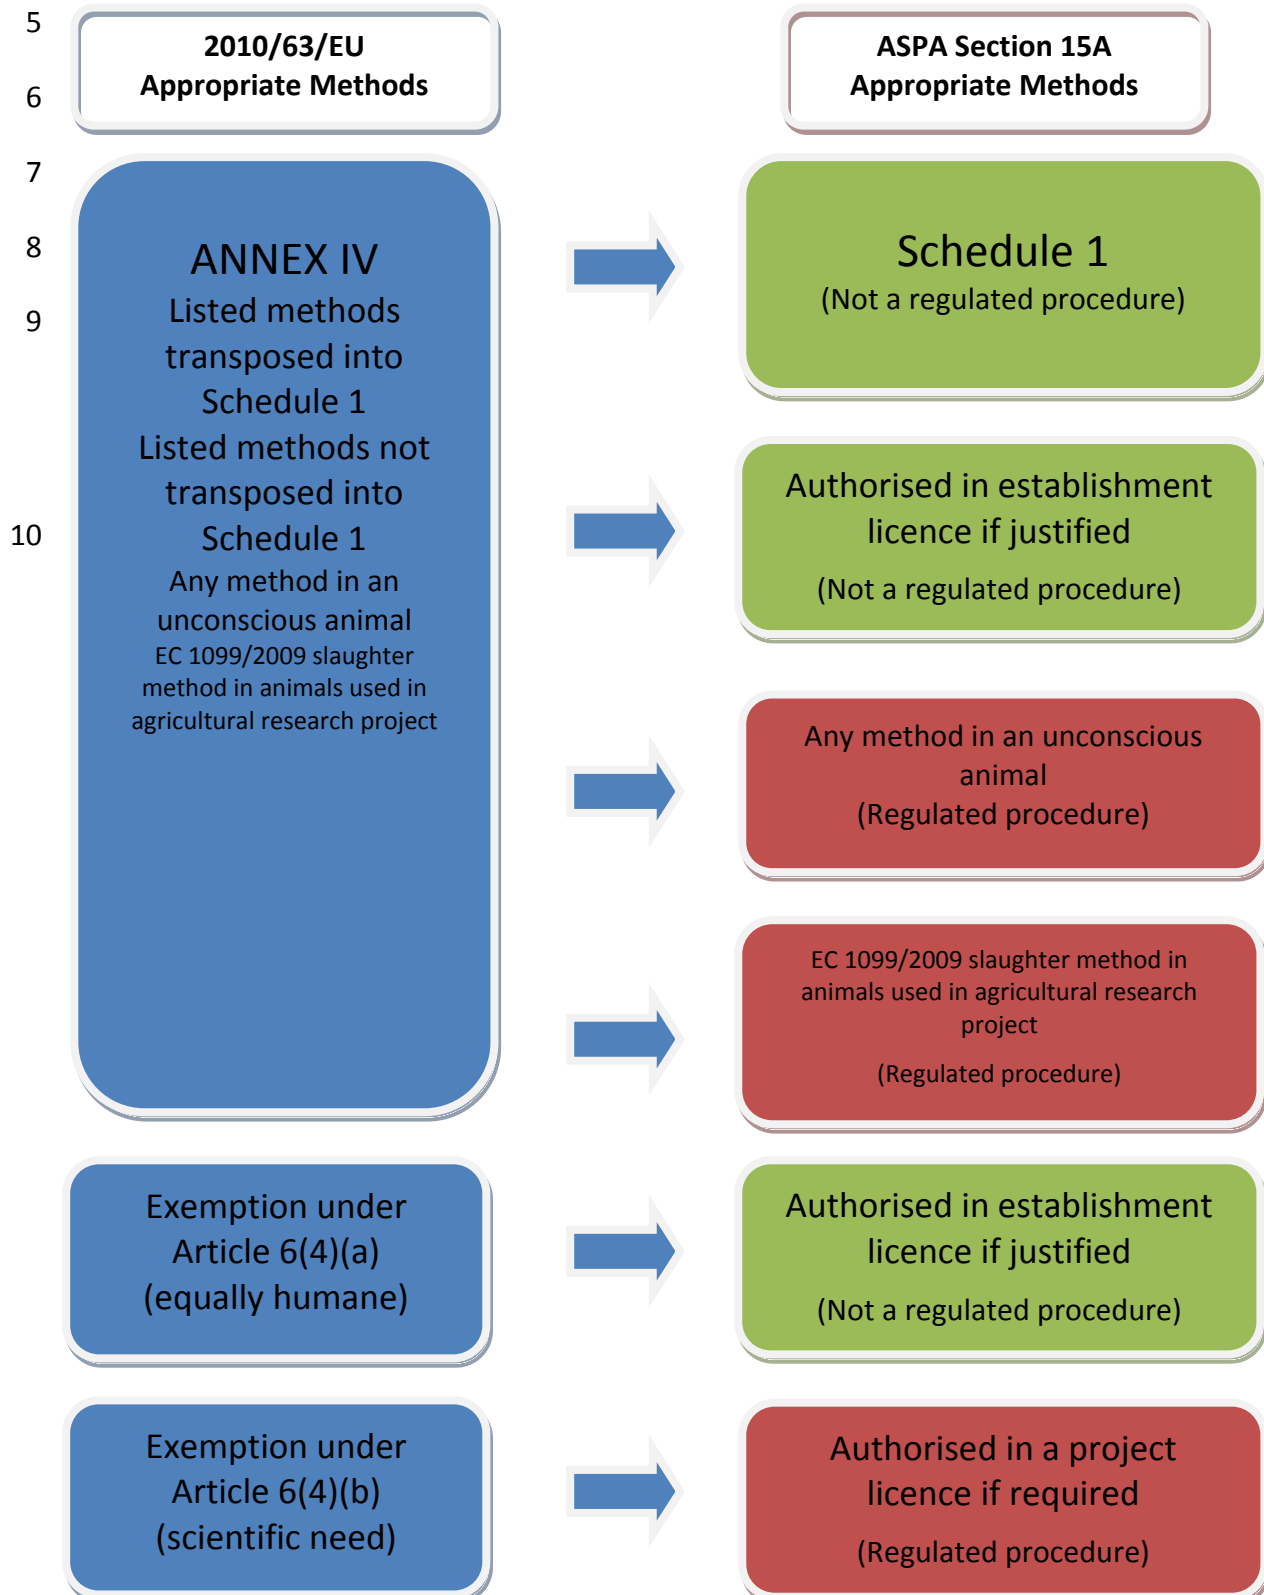 5
2010/63/EU
Appropriate Methods
ASPA Section 15A
Appropriate Methods
6
7
8
9
10
ANNEX IV
Listed methods
transposed into
Schedule 1
Listed methods not
transposed into
Schedule 1
Any method in an
unconscious animal
EC 1099/2009 slaughter
method in animals used in
agricultural research project
Schedule 1
(Not a regulated procedure)
Authorised in establishment
licence if justified
(Not a regulated procedure)
Any method in an unconscious
animal
(Regulated procedure)
EC 1099/2009 slaughter method in
animals used in agricultural research
project
(Regulated procedure)
Exemption under
Article 6(4)(a)
(equally humane)
Authorised in establishment
licence if justified
(Not a regulated procedure)
Exemption under
Article 6(4)(b)
(scientific need)
Authorised in a project
licence if required
(Regulated procedure)